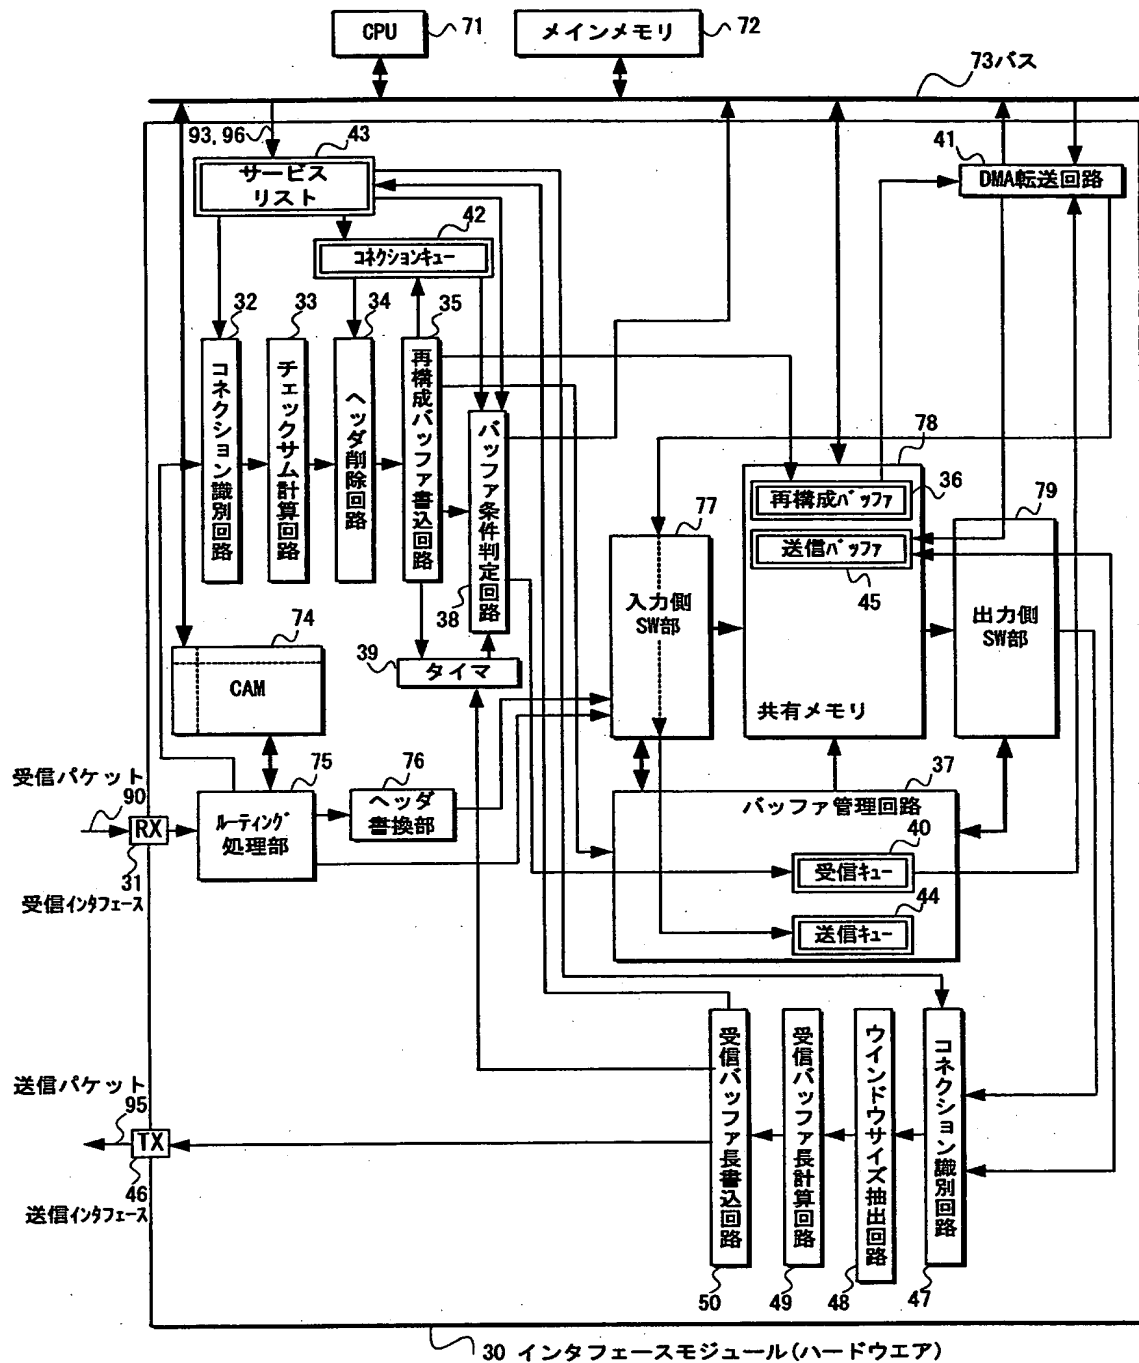 CPU
71
メインメモリ
72
73バス
93, 96
43
サービス
リスト
41
DMA転送回路
42
コネクションキュー
32
33
34
35
コネクション識別回路
チェックサム計算回路
ヘッダ削除回路
再構成バッファ書込回路
バッファ条件判定回路
38
78
再構成バッファ
36
送信バッファ
45
77
入力側
SW部
79
出力側
SW部
共有メモリ
74
CAM
39
タイマ
受信パケット
90
RX
31
受信インタフェース
75
ルーティング
処理部
76
ヘッダ
書換部
37
バッファ管理回路
40
受信キュー
44
送信キュー
送信パケット
95
TX
46
送信インタフェース
受信バッファ長書込回路
受信バッファ長計算回路
ウインドウサイズ抽出回路
コネクション識別回路
50
49
48
47
30 インタフェースモジュール(ハードウエア)